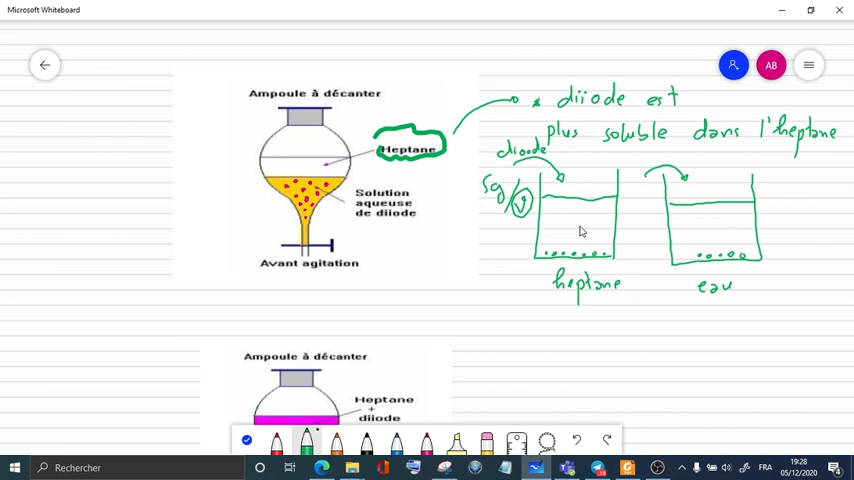 Microsoft Whiteboard
AB
Ampoule à décanter
Heptane
Solution
aqueuse
de diiode
Avant agitation
diiode est
plus soluble dans l'heptane
diiode
5g/
heptane
eau
Ampoule à décanter
Heptane
+
diiode
Rechercher
FRA
19:28
05/12/2020
4